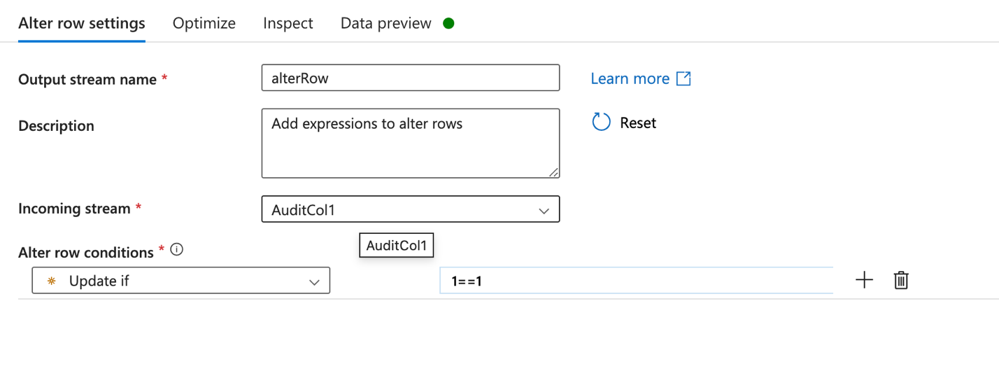 Alter row settings Optimize Inspect Data preview
Output stream name * alterRow Learn more
Description Add expressions to alter rows Reset
Incoming stream * AuditCol1
AuditCol1
Alter row conditions *
Update if 1==1